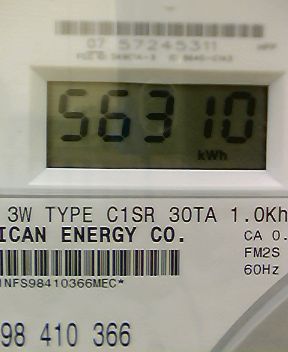 07 57245311
56310
kWh
3W TYPE C1SR 30TA 1.0Kh
ICAN ENERGY CO.
CA 0.
FM2S
60Hz
NFS98410366MEC*
98 410 366